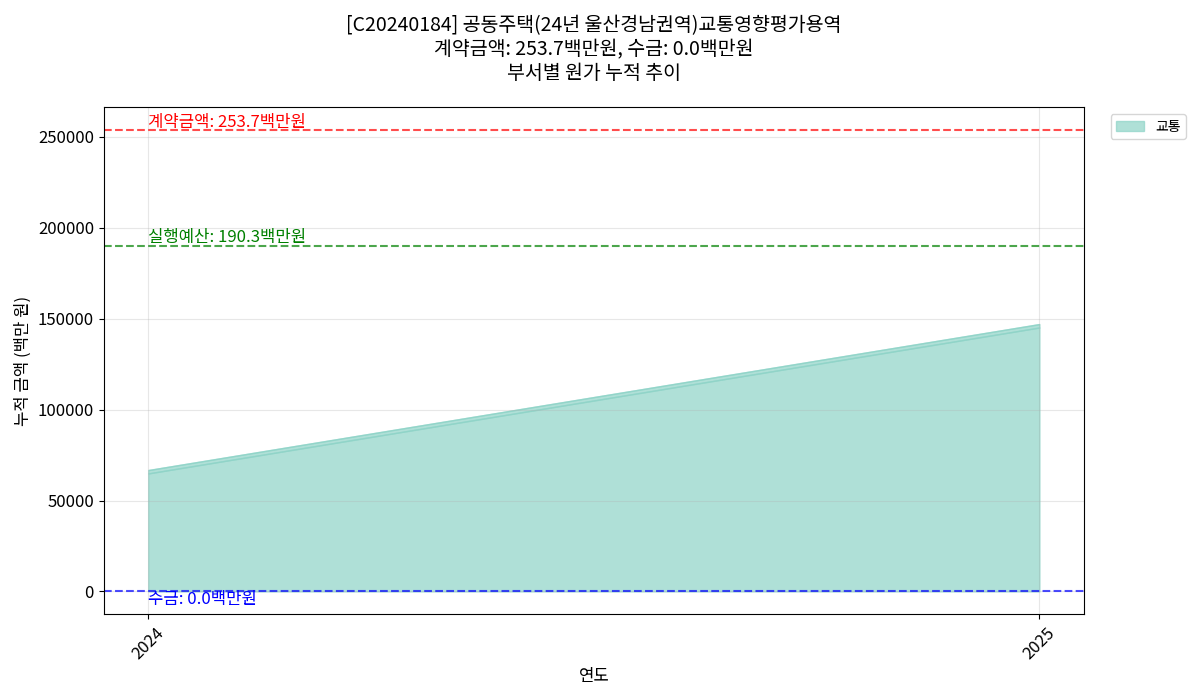 [C20240184] 공동주택(24년 울산경남권역)교통영향평가용역
계약금액: 253.7백만원, 수금: 0.0백만원
부서별 원가 누적 추이
계약금액: 253.7백만원
교통
250000
실행예산: 190.3백만원
200000
150000
100000
50000
0
수금: 0.0백만원
누적 금액 (백만 원)
2024
2025
연도